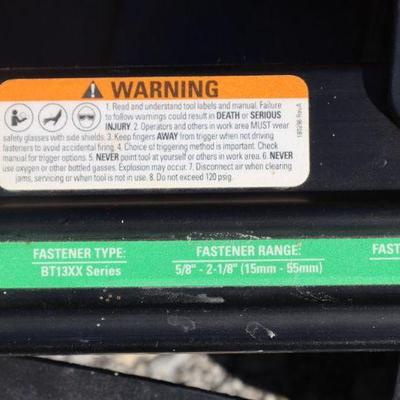 WARNING
1. Read and understand tool labels and manual. Failure
to follow warnings could result in DEATH or SERIOUS
INJURY. 2. Operators and others in work area MUST wear
safety glasses with side shields. 3. Keep fingers AWAY from trigger when not driving
fasteners to avoid accidental firing. 4. Choice of triggering method is important. Check
manual for trigger options. 5. NEVER point tool at yourself or others in work area. 6. NEVER
use oxygen or other bottled gases. Explosion may occur. 7. Disconnect air when clearing
jams, servicing or when tool is not in use. 8. Do not exceed 120 psig.
FASTENER TYPE:
BT13XX Series
FASTENER RANGE:
5/8" - 2-1/8" (15mm - 55mm)
FAST